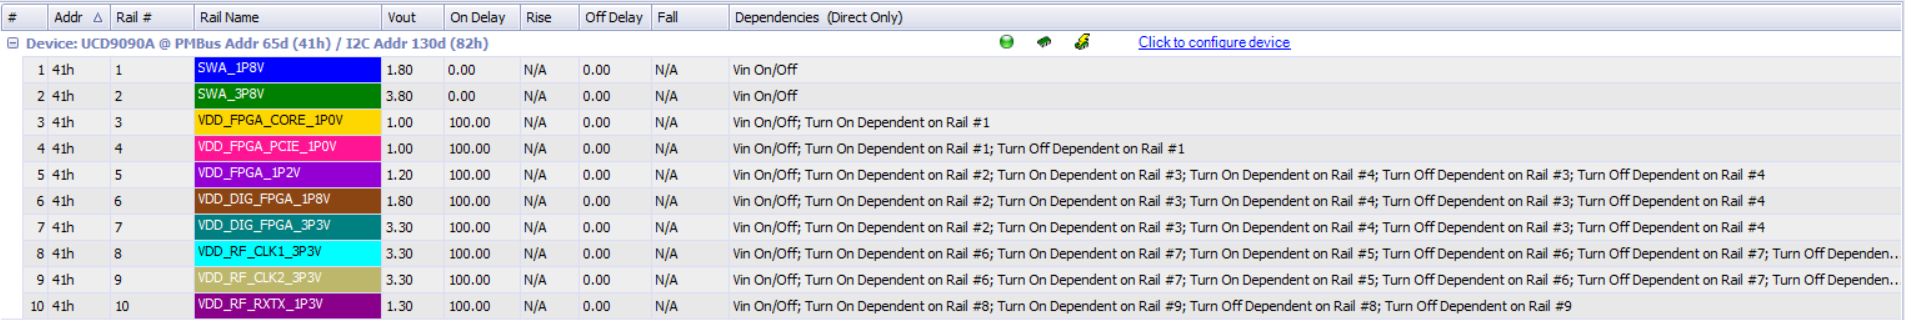 # Addr Rail # Rail Name Vout On Delay Rise Off Delay Fall Dependencies (Direct Only)
Device: UCD9090A @ PMBus Addr 65d (41h) / I2C Addr 130d (82h) Click to configure device
1 41h 1 SWA_1P8V 1.80 0.00 N/A 0.00 N/A Vin On/Off
2 41h 2 SWA_3P8V 3.80 0.00 N/A 0.00 N/A Vin On/Off
3 41h 3 VDD_FPGA_CORE_1P0V 1.00 100.00 N/A 0.00 N/A Vin On/Off; Turn On Dependent on Rail #1
4 41h 4 VDD_FPGA_PCIE_1P0V 1.00 100.00 N/A 0.00 N/A Vin On/Off; Turn On Dependent on Rail #1; Turn Off Dependent on Rail #1
5 41h 5 VDD_FPGA_1P2V 1.20 100.00 N/A 0.00 N/A Vin On/Off; Turn On Dependent on Rail #2; Turn On Dependent on Rail #3; Turn On Dependent on Rail #4; Turn Off Dependent on Rail #3; Turn Off Dependent on Rail #4
6 41h 6 VDD_DIG_FPGA_1P8V 1.80 100.00 N/A 0.00 N/A Vin On/Off; Turn On Dependent on Rail #2; Turn On Dependent on Rail #3; Turn On Dependent on Rail #4; Turn Off Dependent on Rail #3; Turn Off Dependent on Rail #4
7 41h 7 VDD_DIG_FPGA_3P3V 3.30 100.00 N/A 0.00 N/A Vin On/Off; Turn On Dependent on Rail #2; Turn On Dependent on Rail #3; Turn On Dependent on Rail #4; Turn Off Dependent on Rail #3; Turn Off Dependent on Rail #4
8 41h 8 VDD_RF_CLK1_3P3V 3.30 100.00 N/A 0.00 N/A Vin On/Off; Turn On Dependent on Rail #6; Turn On Dependent on Rail #7; Turn On Dependent on Rail #5; Turn Off Dependent on Rail #6; Turn Off Dependent on Rail #7; Turn Off Dependen...
9 41h 9 VDD_RF_CLK2_3P3V 3.30 100.00 N/A 0.00 N/A Vin On/Off; Turn On Dependent on Rail #6; Turn On Dependent on Rail #7; Turn On Dependent on Rail #5; Turn Off Dependent on Rail #6; Turn Off Dependent on Rail #7; Turn Off Dependen...
10 41h 10 VDD_RF_RXTX_1P3V 1.30 100.00 N/A 0.00 N/A Vin On/Off; Turn On Dependent on Rail #8; Turn On Dependent on Rail #9; Turn Off Dependent on Rail #8; Turn Off Dependent on Rail #9